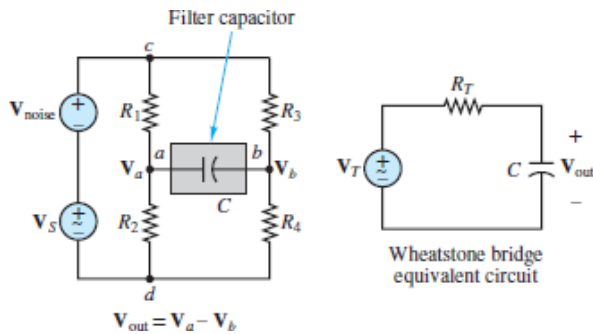 Filter capacitor
c
V_noise
+
−
R1
R3
V_a
a
b
V_b
C
V_S
+
~
−
R2
R4
d
V_out = V_a − V_b
R_T
V_T
+
~
−
C
+
V_out
−
Wheatstone bridge
equivalent circuit